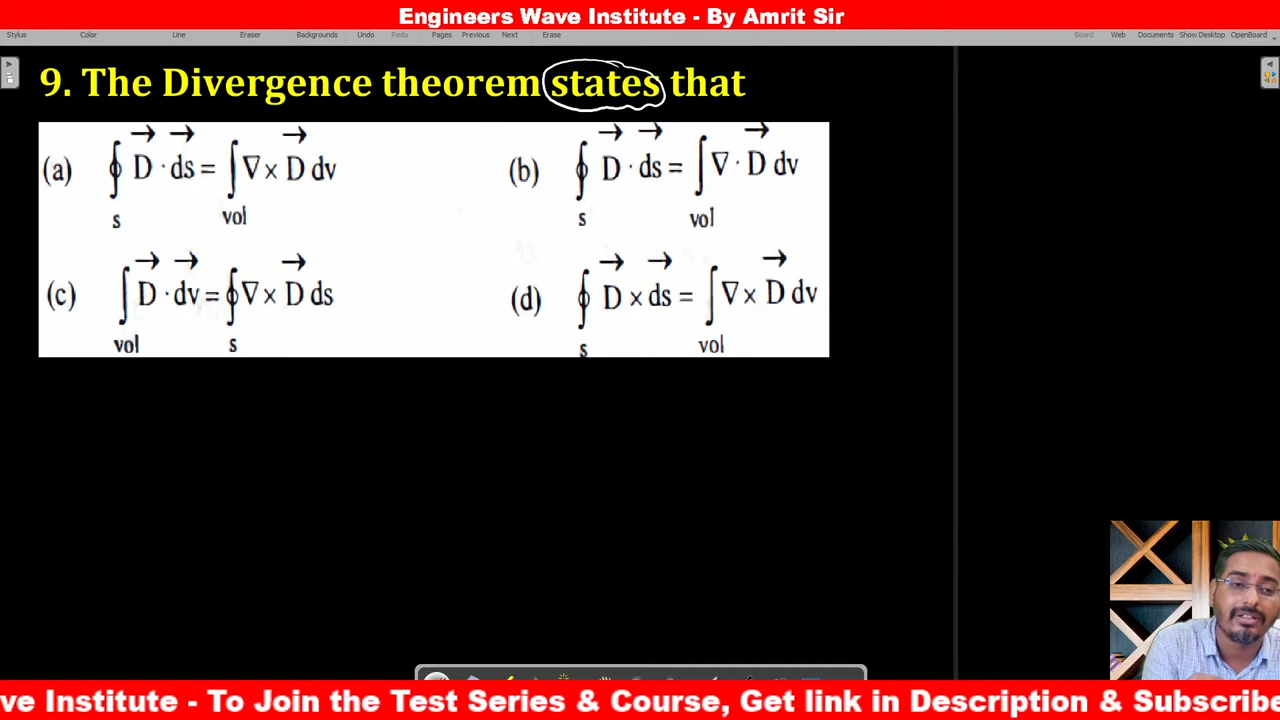 Engineers Wave Institute - By Amrit Sir
Stylus Color Line Eraser Backgrounds Undo Redo Pages Previous Next Erase Board Web Documents Show Desktop OpenBoard
9. The Divergence theorem states that
(a) ∮s D⃗ · ds⃗ = ∫vol ∇ × D⃗ dv
(b) ∮s D⃗ · ds⃗ = ∫vol ∇ · D⃗ dv
(c) ∫vol D⃗ · dv⃗ = ∮s ∇ × D⃗ ds
(d) ∮s D⃗ × ds⃗ = ∫vol ∇ × D⃗ dv
ve Institute - To Join the Test Series & Course, Get link in Description & Subscribe